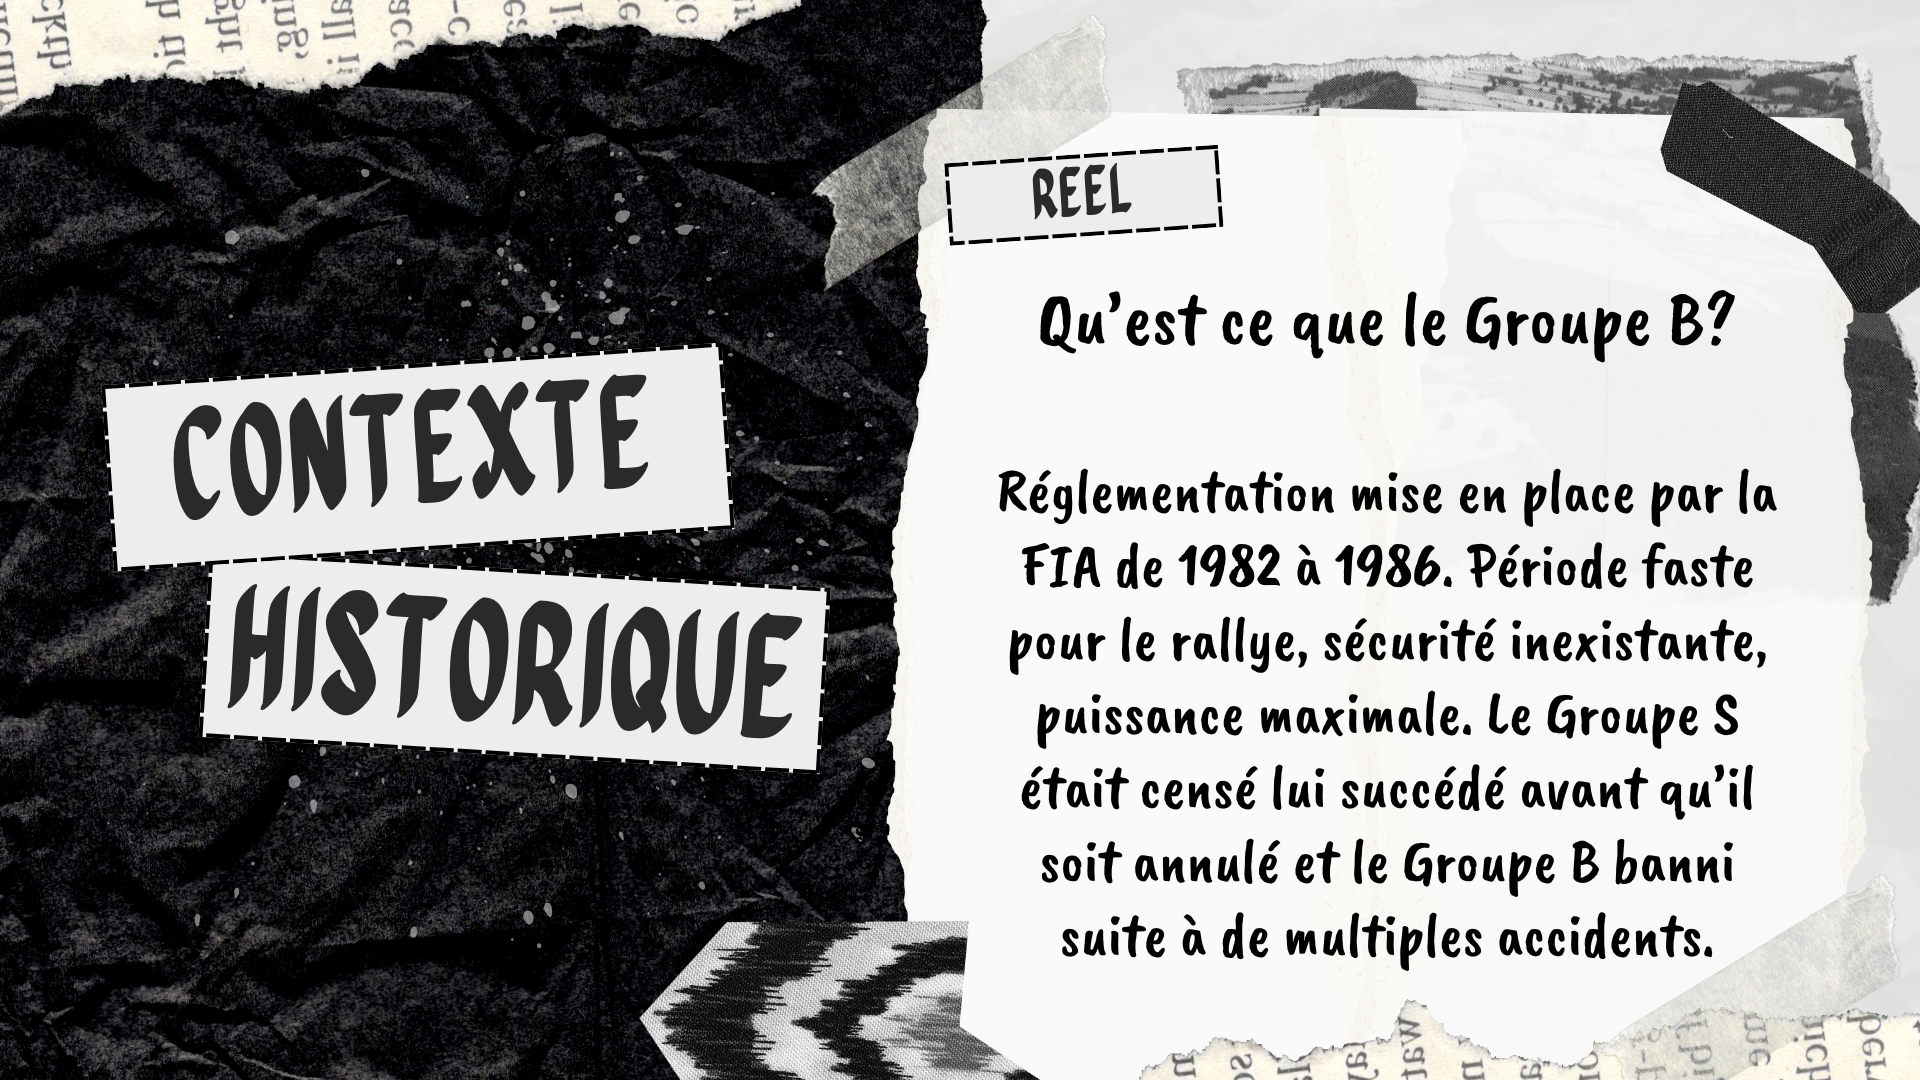 CONTEXTE
HISTORIQUE
REEL
Qu'est ce que le Groupe B?
Réglementation mise en place par la
FIA de 1982 à 1986. Période faste
pour le rallye, sécurité inexistante,
puissance maximale. Le Groupe S
était censé lui succédé avant qu'il
soit annulé et le Groupe B banni
suite à de multiples accidents.